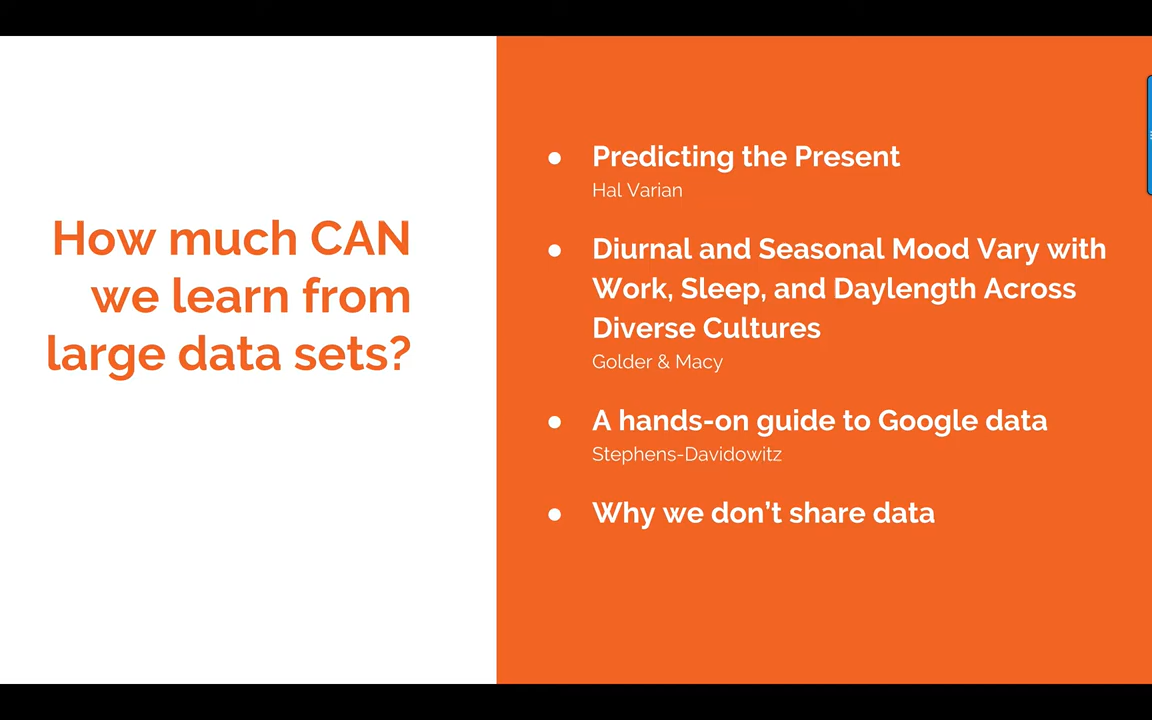 How much CAN
we learn from
large data sets?
● Predicting the Present
Hal Varian
● Diurnal and Seasonal Mood Vary with
Work, Sleep, and Daylength Across
Diverse Cultures
Golder & Macy
● A hands-on guide to Google data
Stephens-Davidowitz
● Why we don’t share data